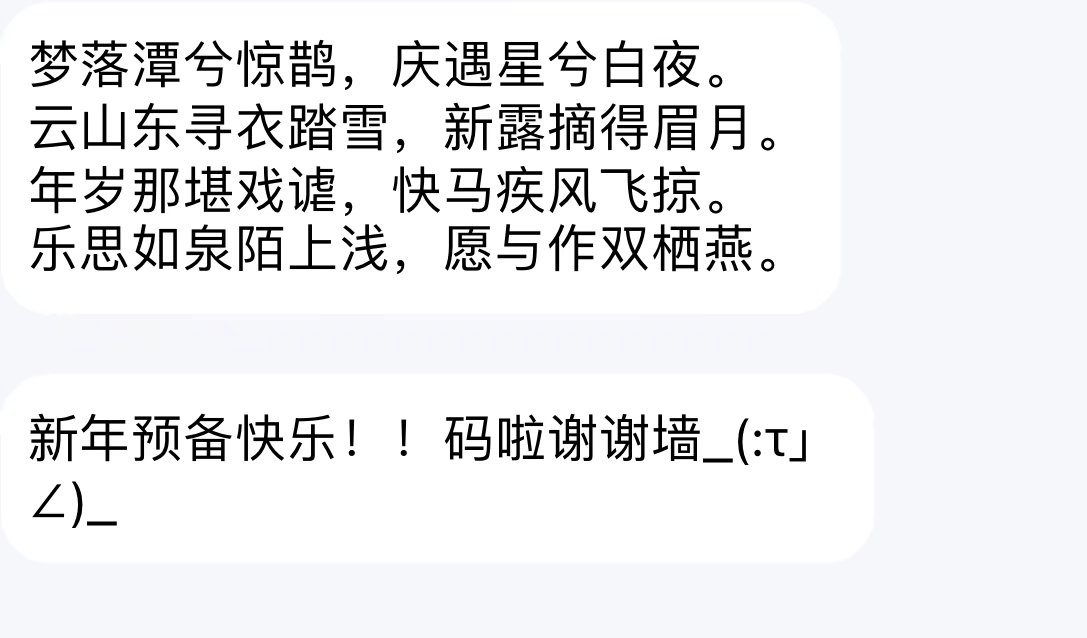 梦落潭兮惊鹊，庆遇星兮白夜。
云山东寻衣踏雪，新露摘得眉月。
年岁那堪戏谑，快马疾风飞掠。
乐思如泉陌上浅，愿与作双栖燕。
新年预备快乐！！码啦谢谢墙_(:τ」
∠)_